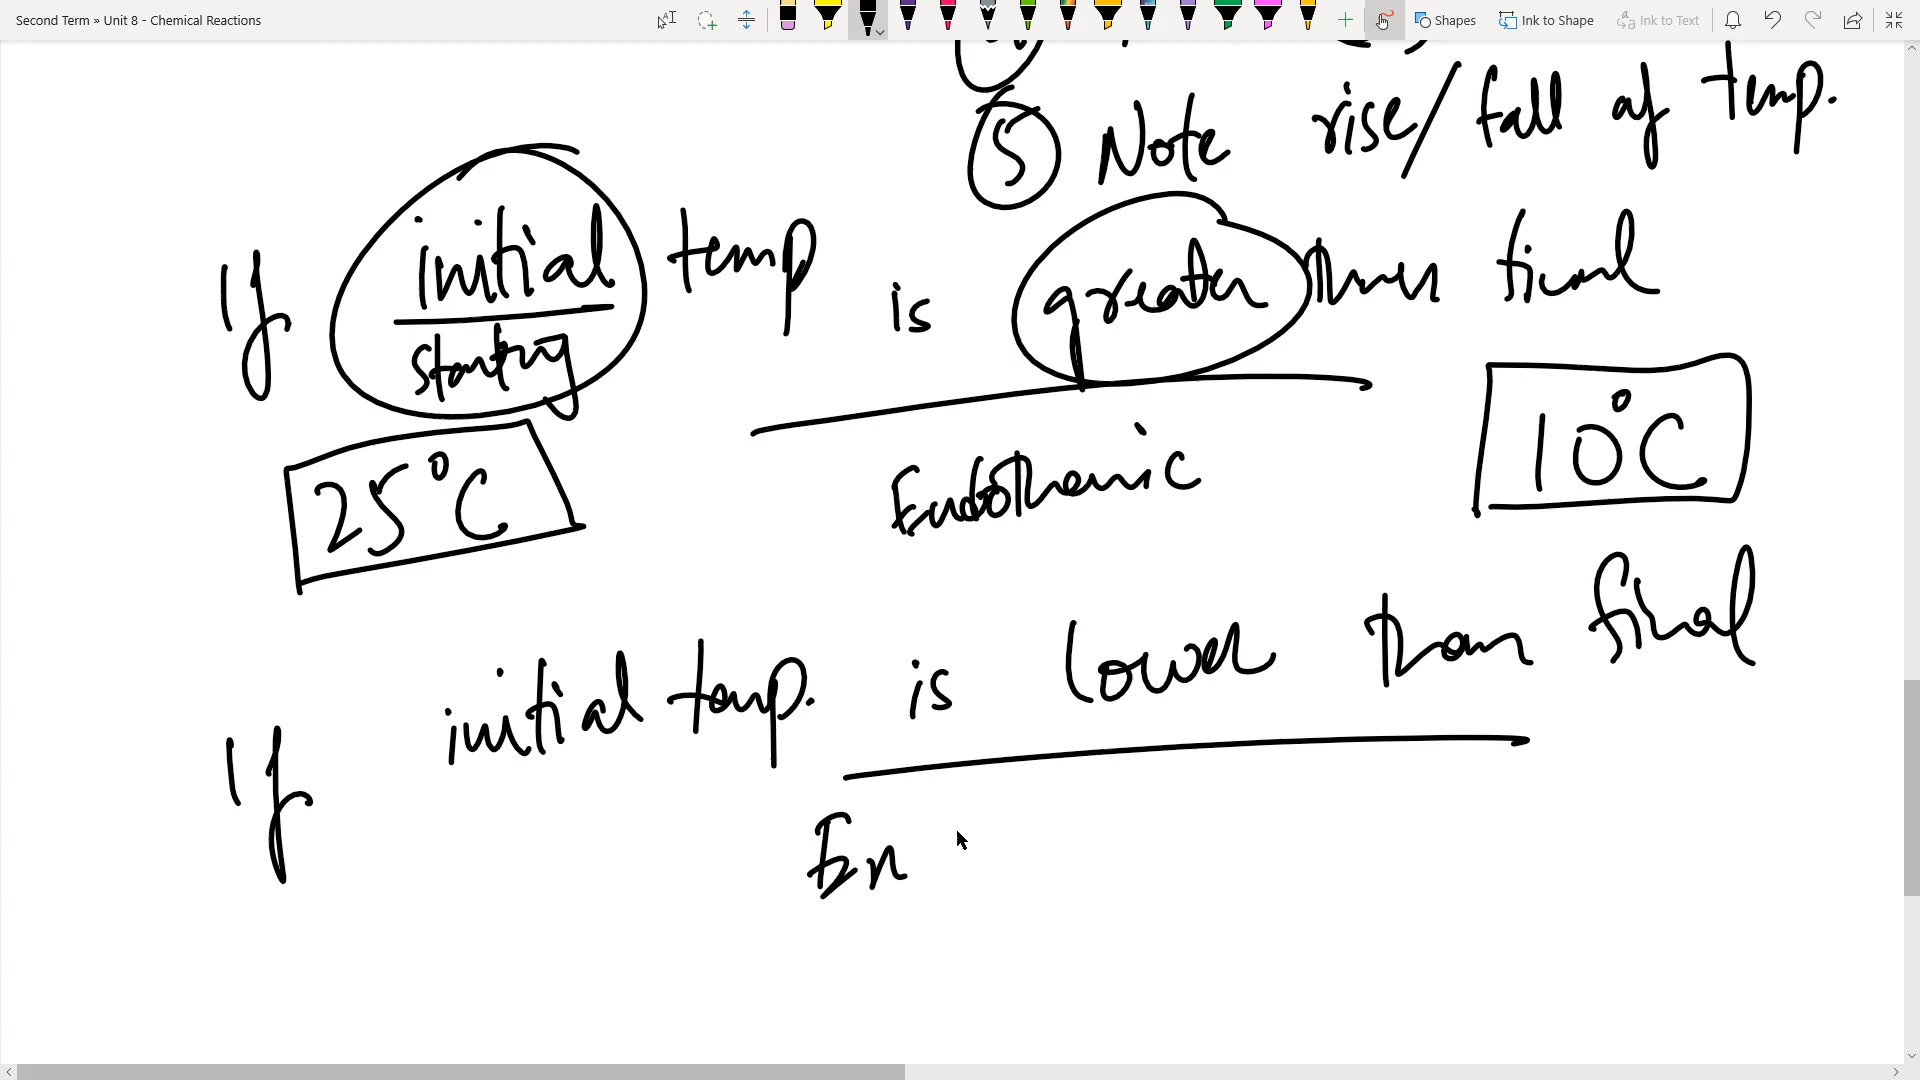 Second Term » Unit 8 - Chemical Reactions
Shapes Ink to Shape Ink to Text
5 Note rise/fall of temp.
If initial temp is greater than final
starting
25°C Endothermic 10°C
If initial temp. is lower than final
Ex